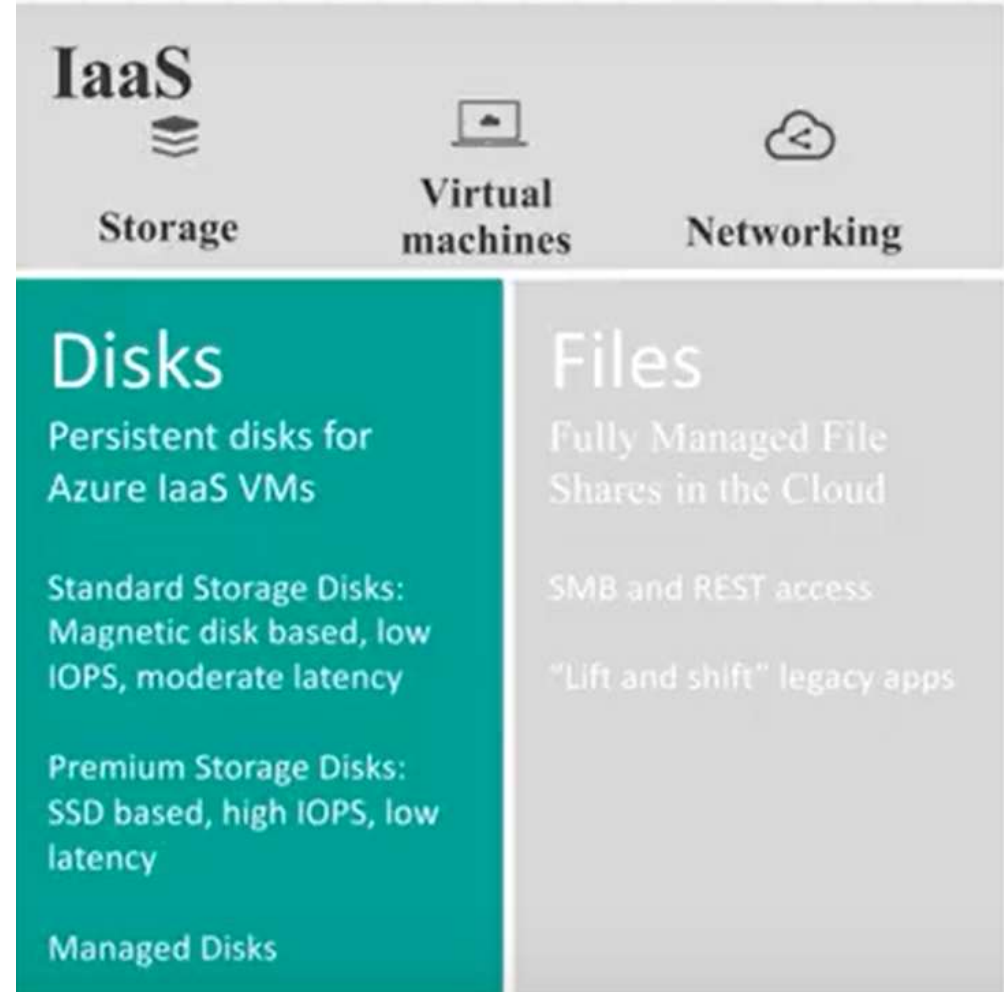 IaaS
Storage
Virtual
machines
Networking
Disks
Persistent disks for
Azure IaaS VMs
Standard Storage Disks:
Magnetic disk based, low
IOPS, moderate latency
Premium Storage Disks:
SSD based, high IOPS, low
latency
Managed Disks
Files
Fully Managed File
Shares in the Cloud
SMB and REST access
“Lift and shift” legacy apps